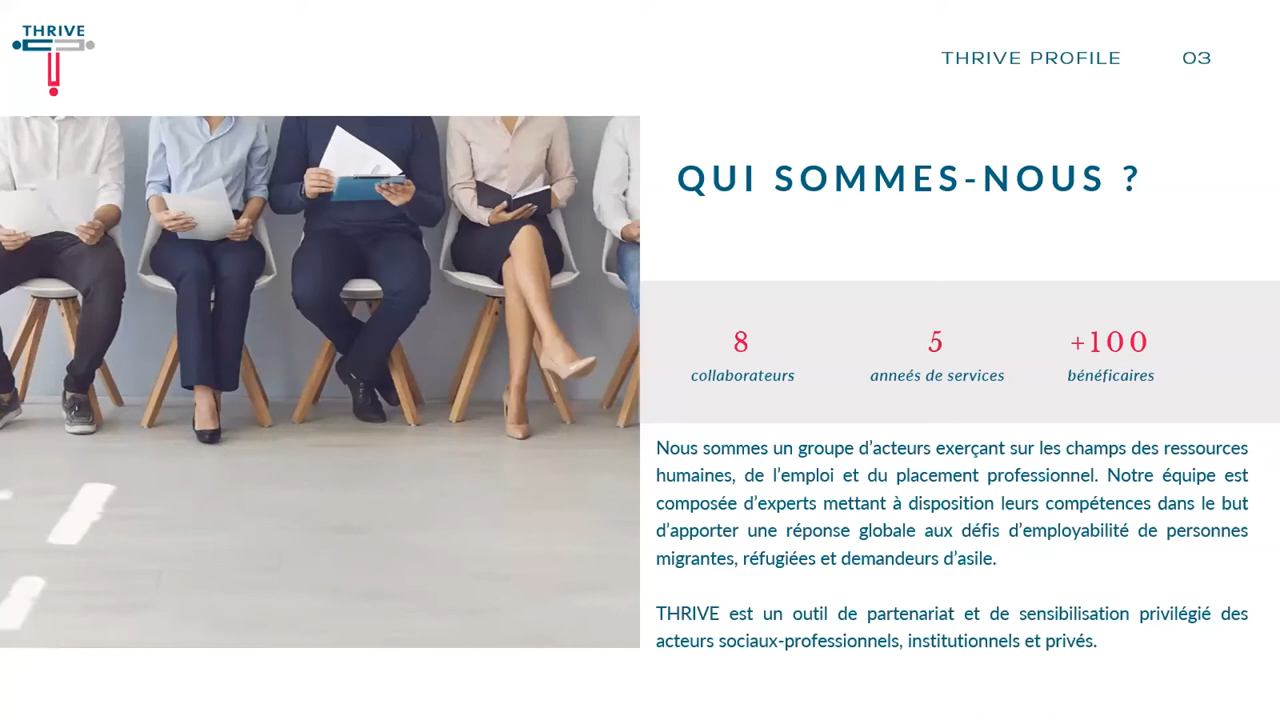 THRIVE
THRIVE PROFILE 03
QUI SOMMES-NOUS ?
8 5 +100
collaborateurs anneés de services bénéficaires
Nous sommes un groupe d’acteurs exerçant sur les champs des ressources
humaines, de l’emploi et du placement professionnel. Notre équipe est
composée d’experts mettant à disposition leurs compétences dans le but
d’apporter une réponse globale aux défis d’employabilité de personnes
migrantes, réfugiées et demandeurs d’asile.
THRIVE est un outil de partenariat et de sensibilisation privilégié des
acteurs sociaux-professionnels, institutionnels et privés.